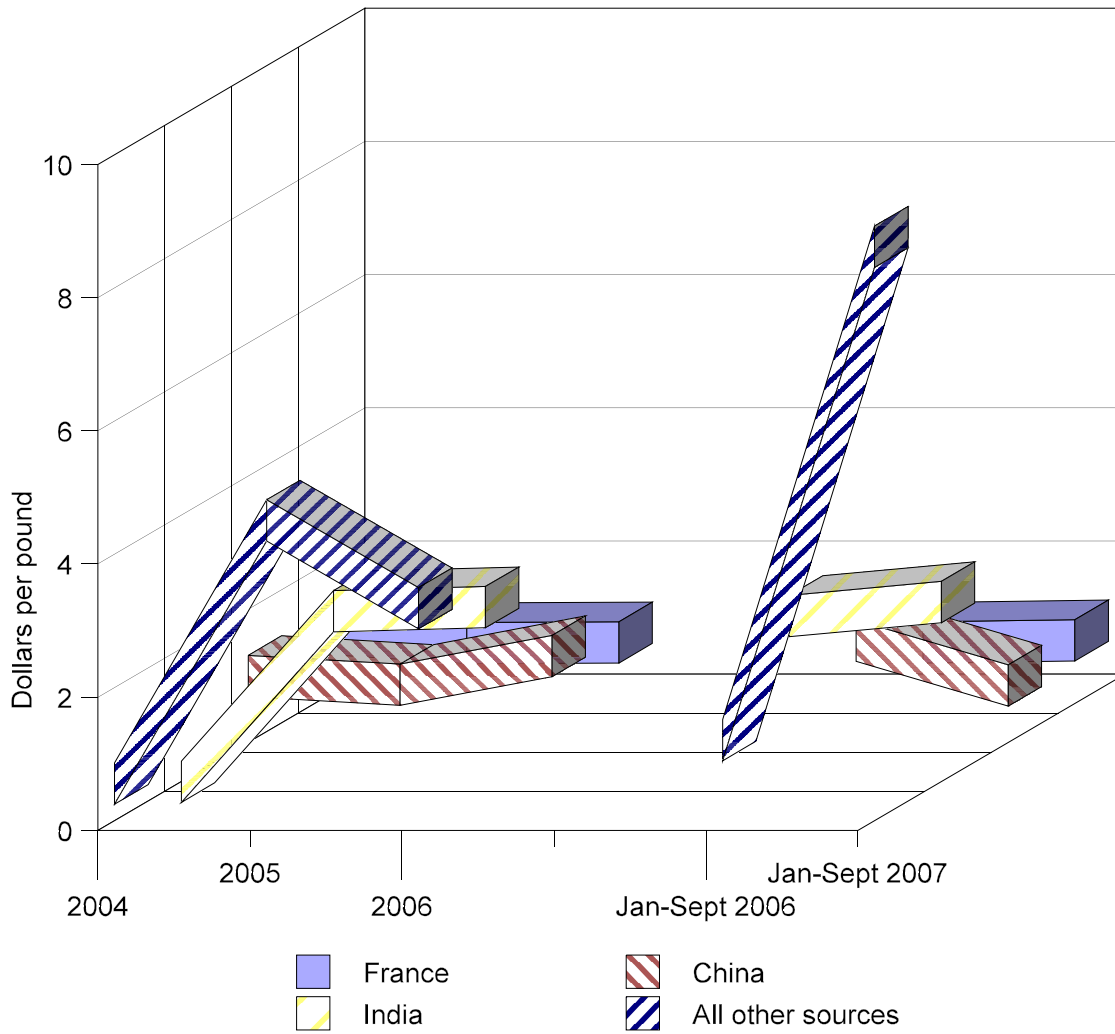 10
8
6
4
2
0
Dollars per pound
2005
Jan-Sept 2007
2004
2006
Jan-Sept 2006
France
China
India
All other sources